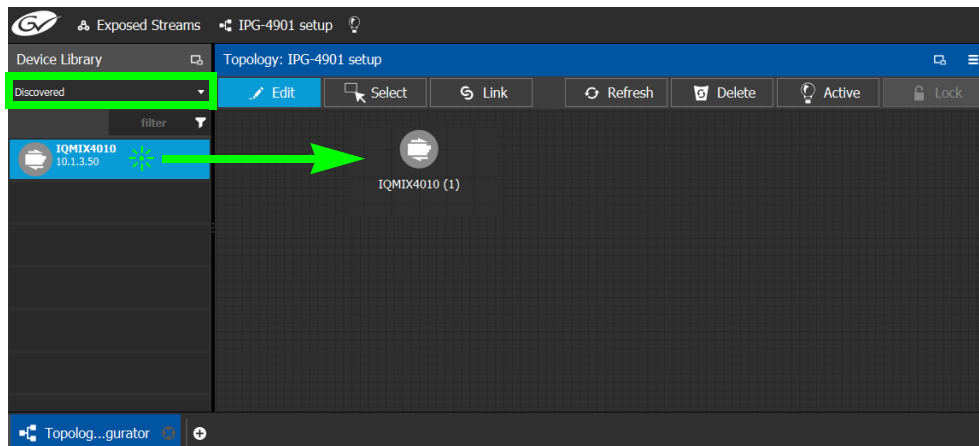 GV Exposed Streams IPG-4901 setup
Device Library
Topology: IPG-4901 setup
Discovered
Edit Select Link Refresh Delete Active Lock
filter
IQMIX4010
10.1.3.50
IQMIX4010 (1)
Topolog...gurator